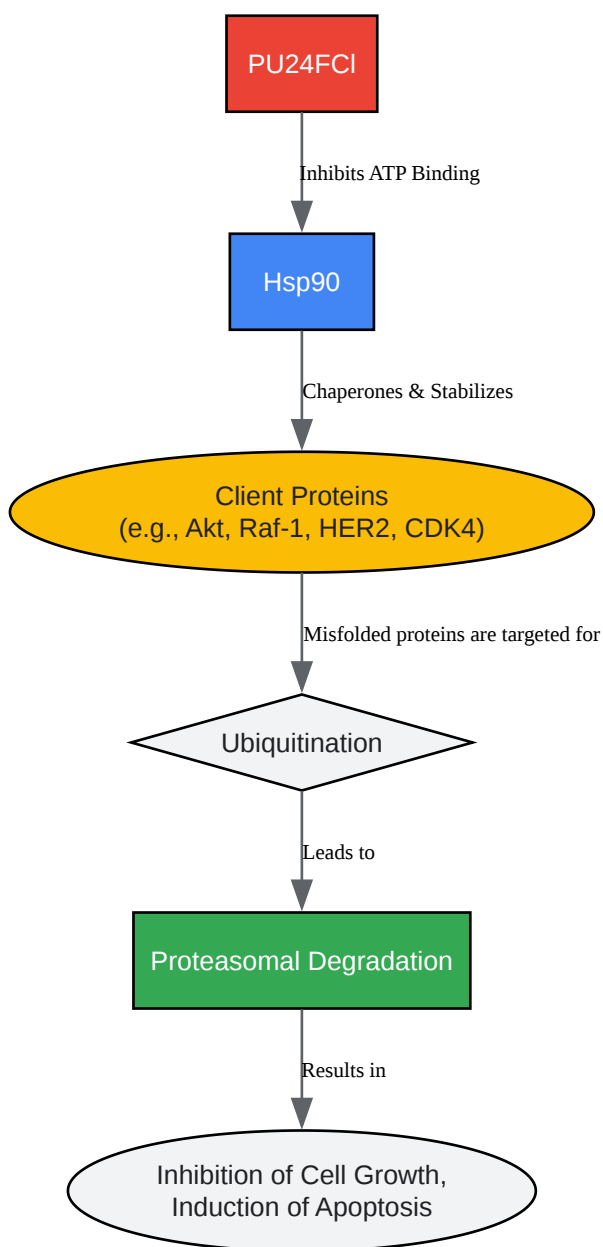 PU24FCl
Inhibits ATP Binding
Hsp90
Chaperones & Stabilizes
Client Proteins
(e.g., Akt, Raf-1, HER2, CDK4)
Misfolded proteins are targeted for
Ubiquitination
Leads to
Proteasomal Degradation
Results in
Inhibition of Cell Growth,
Induction of Apoptosis